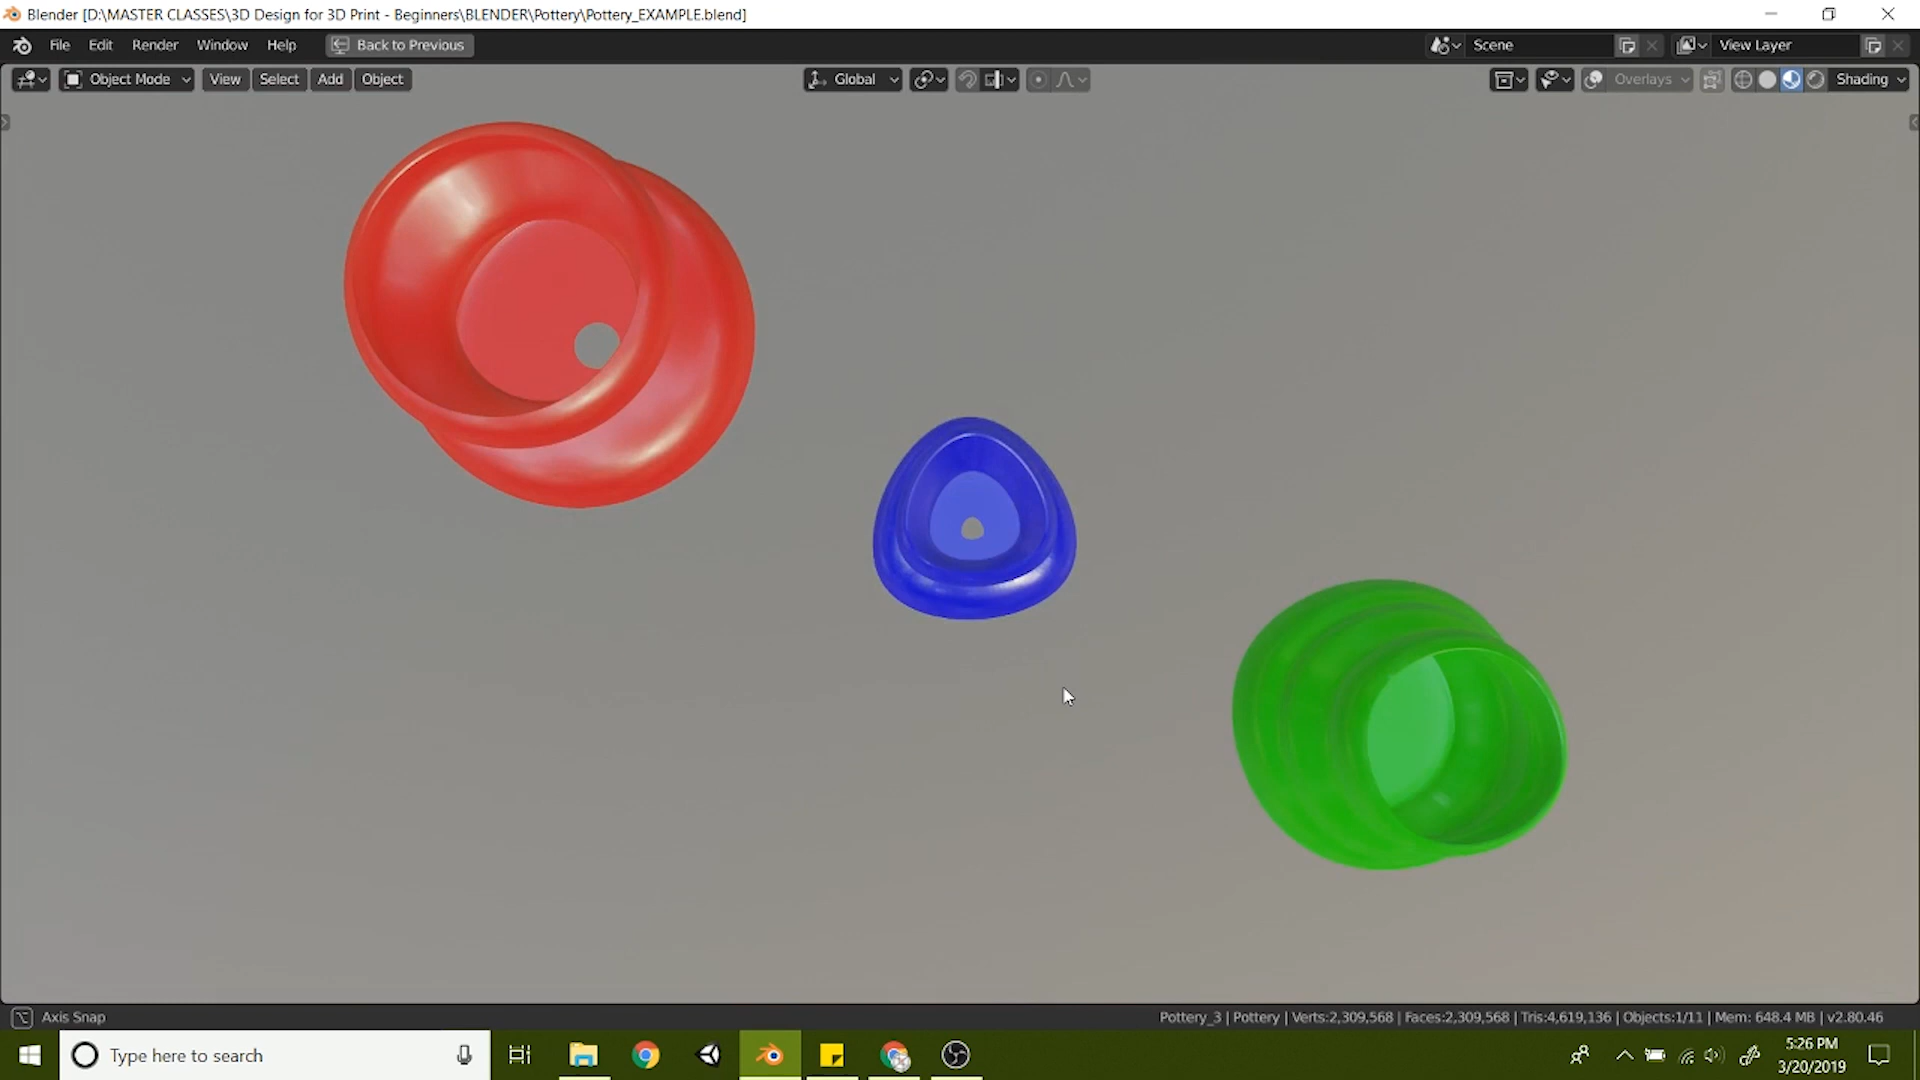 Blender [D:\MASTER CLASSES\3D Design for 3D Print - Beginners\BLENDER\Pottery\Pottery_EXAMPLE.blend]
File Edit Render Window Help Back to Previous Scene View Layer
Object Mode View Select Add Object Global Overlays Shading
Axis Snap Pottery_3 | Pottery | Verts:2,309,568 | Faces:2,309,568 | Tris:4,619,136 | Objects:1/11 | Mem: 648.4 MB | v2.80.46
Type here to search
5:26 PM
3/20/2019